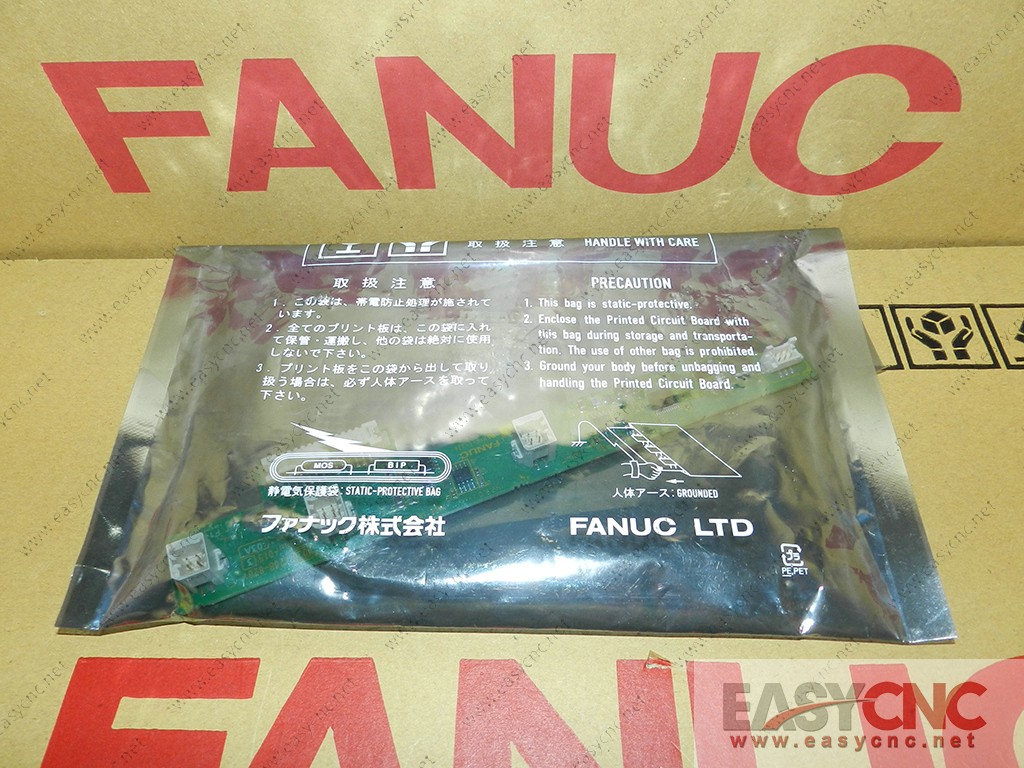 FANUC
取扱注意 HANDLE WITH CARE
取扱注意
1．この袋は、帯電防止処理が施されて
います。
2．全てのプリント板は、この袋に入れ
て保管・運搬し、他の袋は絶対に使用
しないで下さい。
3．プリント板をこの袋から出して取り
扱う場合は、必ず人体アースを取って
下さい。
PRECAUTION
1. This bag is static-protective.
2. Enclose the Printed Circuit Board with
this bag during storage and transporta-
tion. The use of other bag is prohibited.
3. Ground your body before unbagging and
handling the Printed Circuit Board.
FANUC
MOS
BIP
静電気保護袋：STATIC-PROTECTIVE BAG
人体アース：GROUNDED
ファナック株式会社
FANUC LTD
PE,PET
FANUC
FANUC
EASYCNC
www.easycnc.net